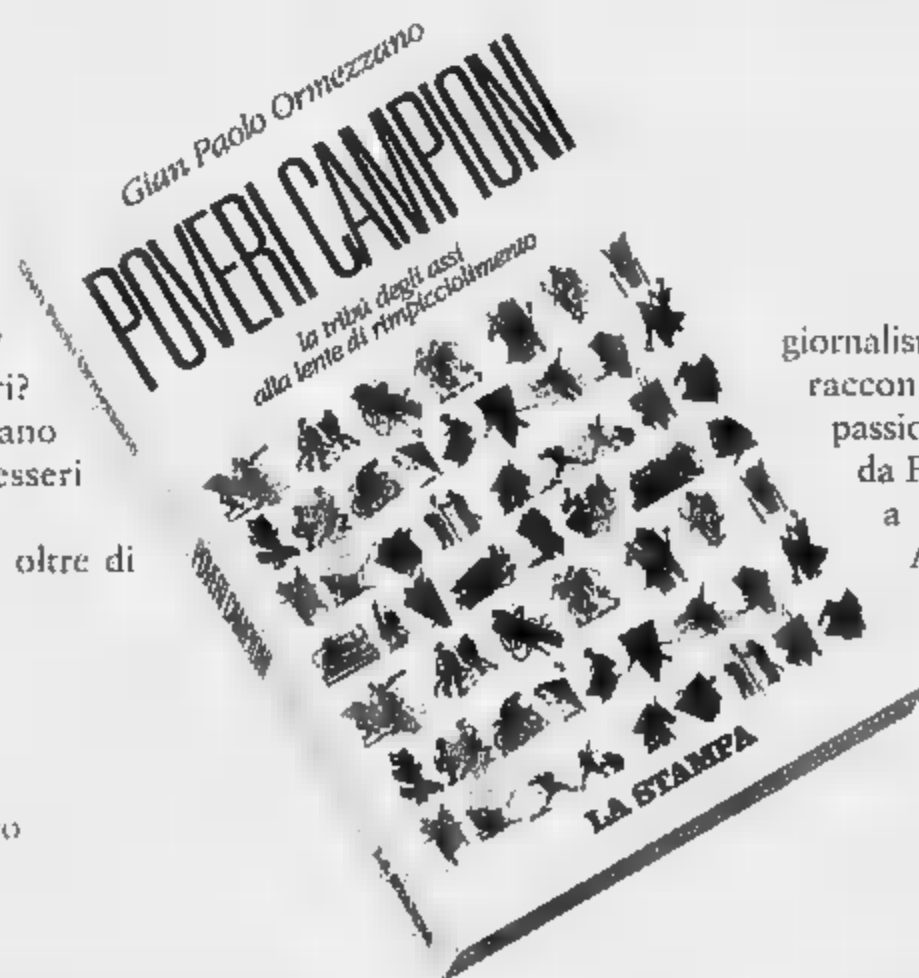 Gian Paolo Ormezzano
POVERI CAMPIONI
la tribù degli assi
alla lente di rimpicciolimento
LA STAMPA
ri?
ano
esseri
oltre di
giornalis
raccon
passio
da
a